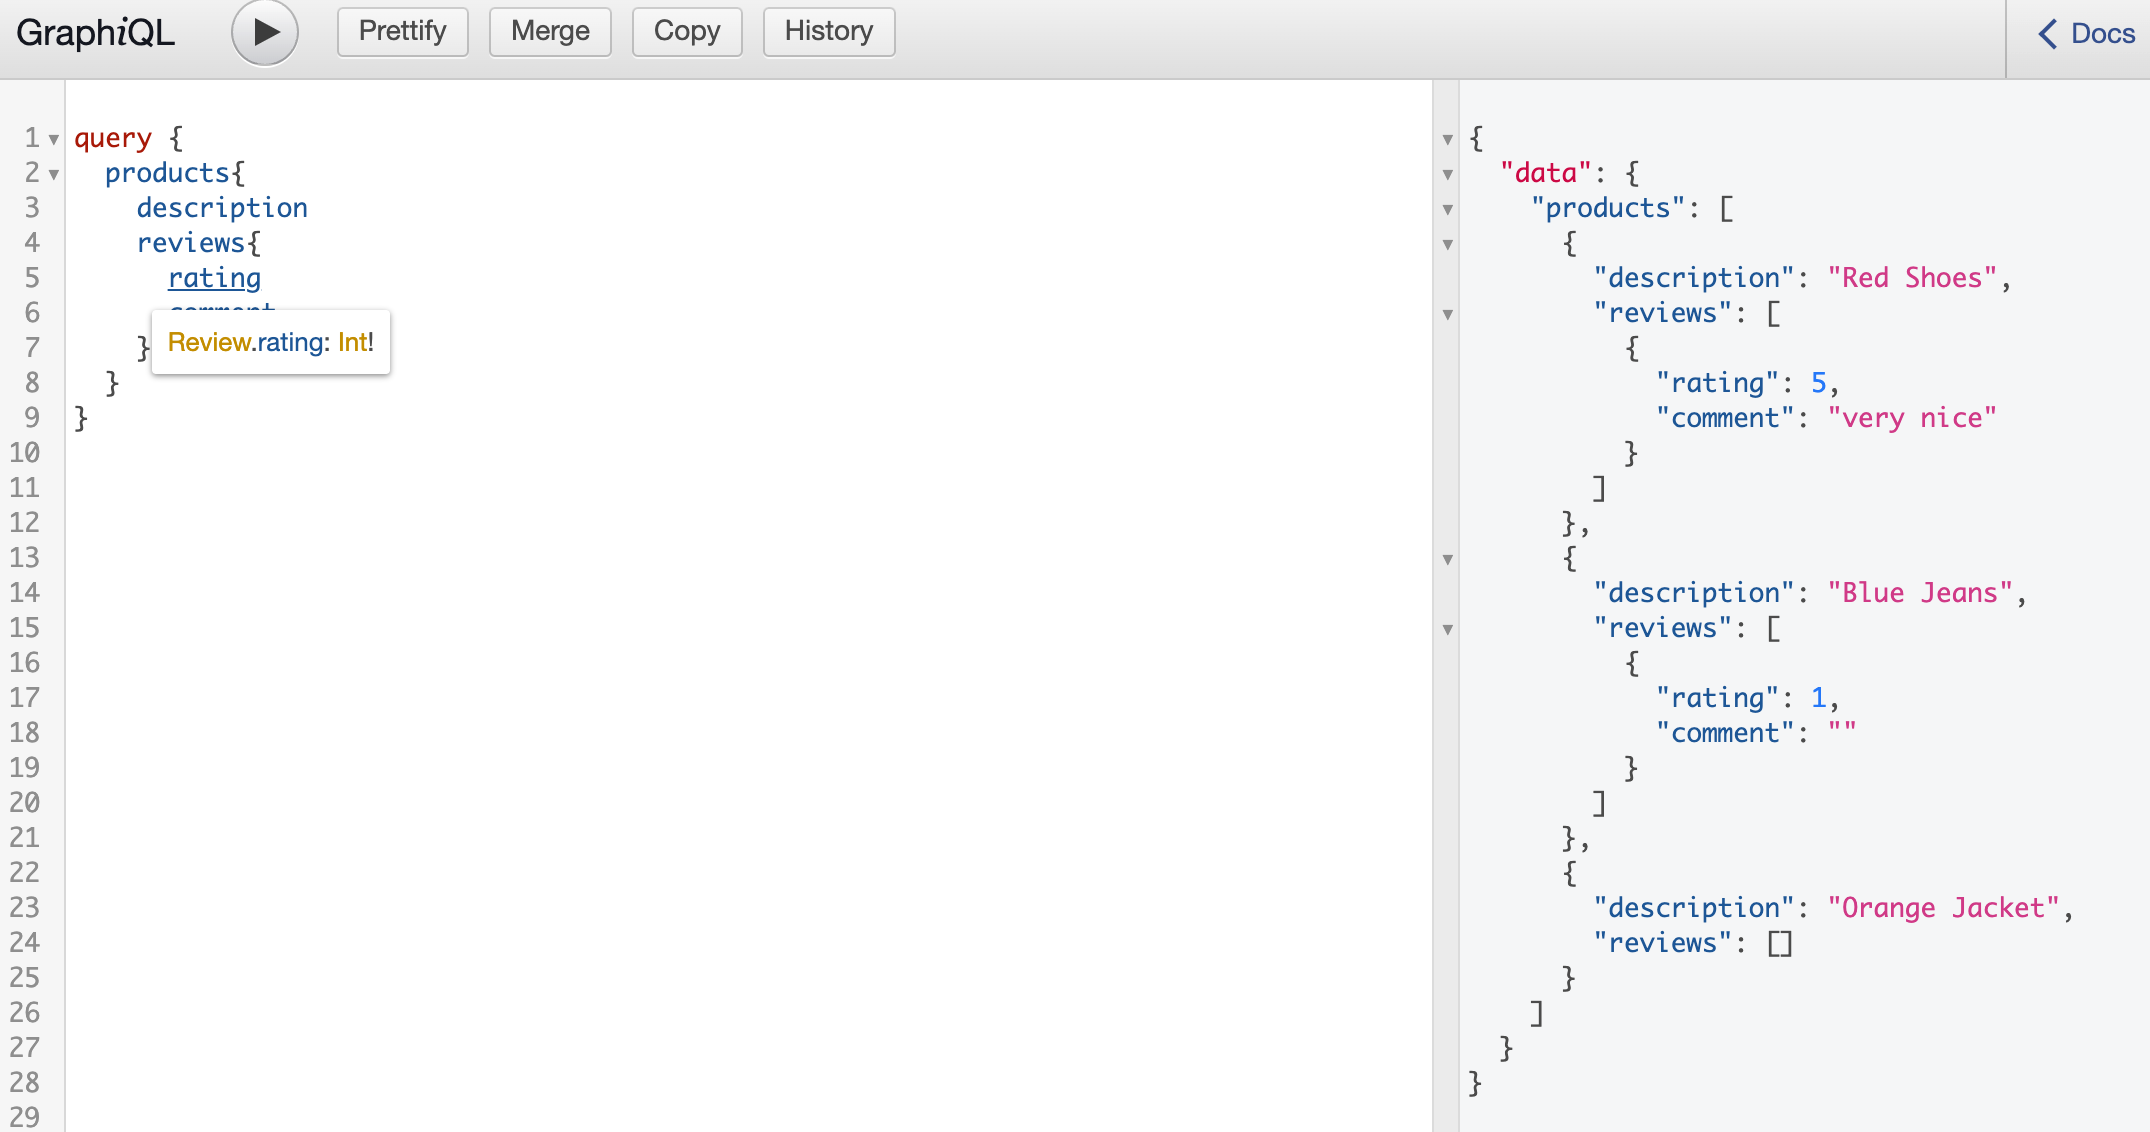 GraphiQL Prettify Merge Copy History Docs
1 query {
2   products{
3     description
4     reviews{
5       rating
6       comment
7     }
Review.rating: Int!
8   }
9 }
10
11
12
13
14
15
16
17
18
19
20
21
22
23
24
25
26
27
28
29
{
  "data": {
    "products": [
      {
        "description": "Red Shoes",
        "reviews": [
          {
            "rating": 5,
            "comment": "very nice"
          }
        ]
      },
      {
        "description": "Blue Jeans",
        "reviews": [
          {
            "rating": 1,
            "comment": ""
          }
        ]
      },
      {
        "description": "Orange Jacket",
        "reviews": []
      }
    ]
  }
}